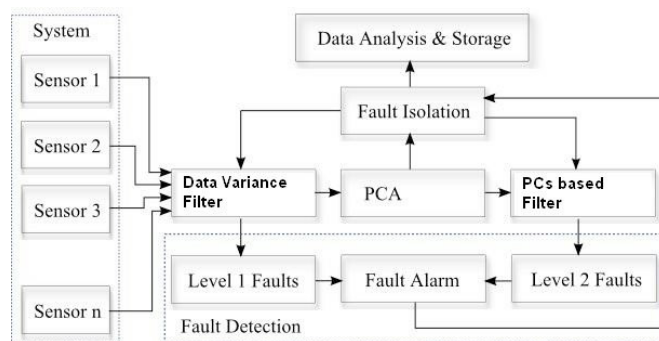 System
Data Analysis & Storage
Sensor 1
Fault Isolation
Sensor 2
Data Variance
Filter
PCA
PCs based
Filter
Sensor 3
Level 1 Faults
Fault Alarm
Level 2 Faults
Sensor n
Fault Detection